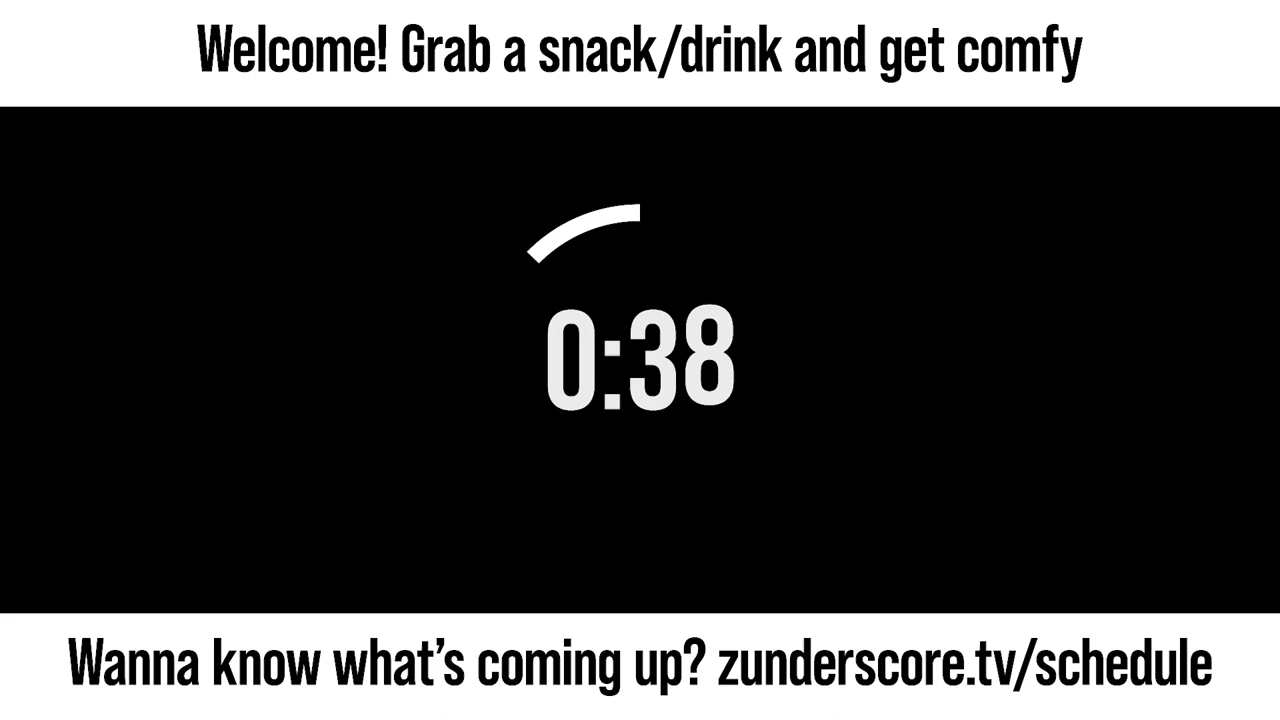 Welcome! Grab a snack/drink and get comfy
0:38
Wanna know what’s coming up? zunderscore.tv/schedule